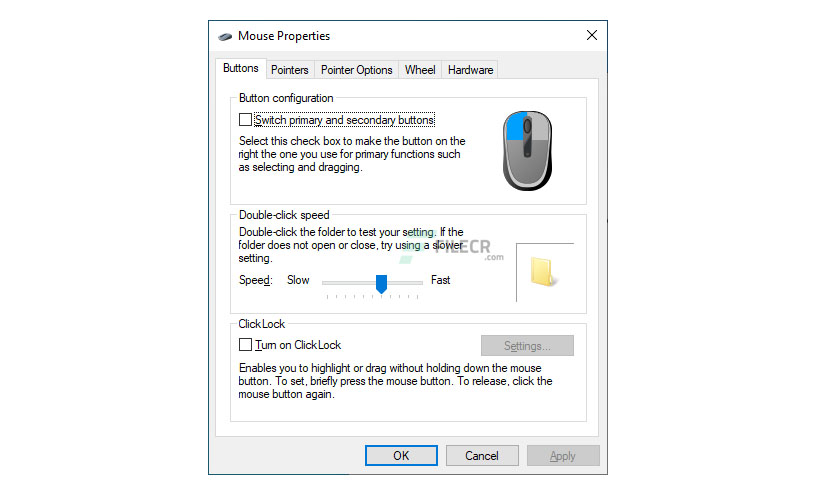 Mouse Properties
Buttons Pointers Pointer Options Wheel Hardware
Button configuration
Switch primary and secondary buttons
Select this check box to make the button on the
right the one you use for primary functions such
as selecting and dragging.
Double-click speed
Double-click the folder to test your setting. If the
folder does not open or close, try using a slower
setting.
FILECR
.com
Speed: Slow Fast
ClickLock
Turn on ClickLock
Settings...
Enables you to highlight or drag without holding down the mouse
button. To set, briefly press the mouse button. To release, click the
mouse button again.
OK Cancel Apply